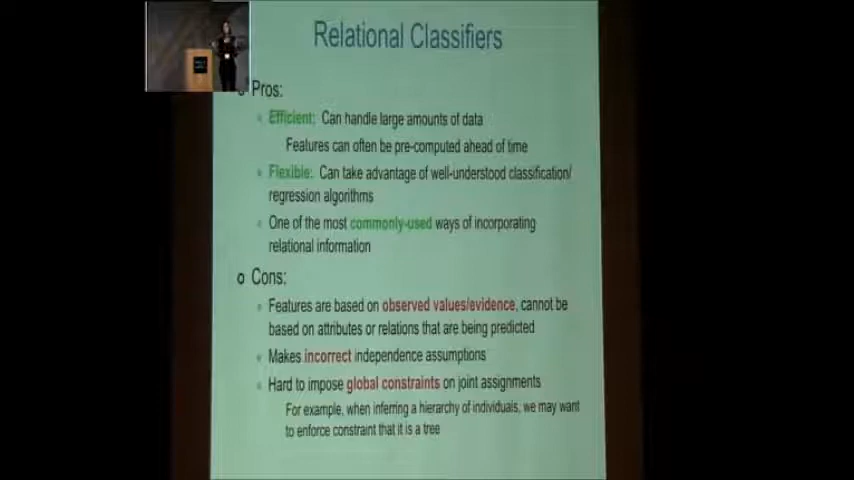 Relational Classifiers
o Pros:
Efficient: Can handle large amounts of data
Features can often be pre-computed ahead of time
Flexible: Can take advantage of well-understood classification/
regression algorithms
One of the most commonly-used ways of incorporating
relational information
o Cons:
Features are based on observed values/evidence, cannot be
based on attributes or relations that are being predicted
Makes incorrect independence assumptions
Hard to impose global constraints on joint assignments
For example, when inferring a hierarchy of individuals, we may want
to enforce constraint that it is a tree